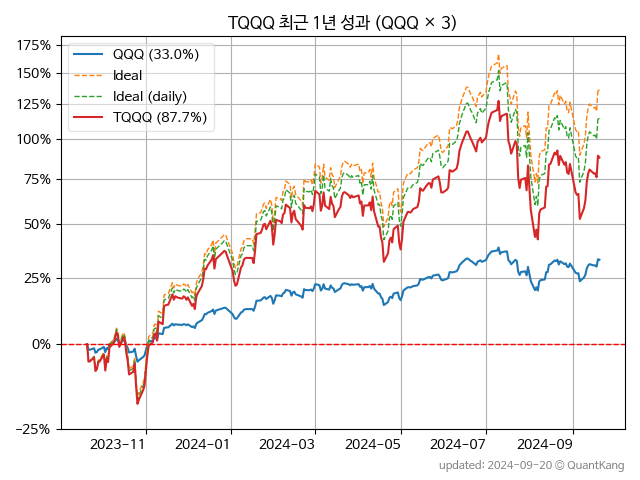 TQQQ 최근 1년 성과 (QQQ × 3)
175%
150%
125%
100%
75%
50%
25%
0%
−25%
QQQ (33.0%)
Ideal
Ideal (daily)
TQQQ (87.7%)
2023−11
2024−01
2024−03
2024−05
2024−07
2024−09
updated: 2024-09-20 @ QuantKang